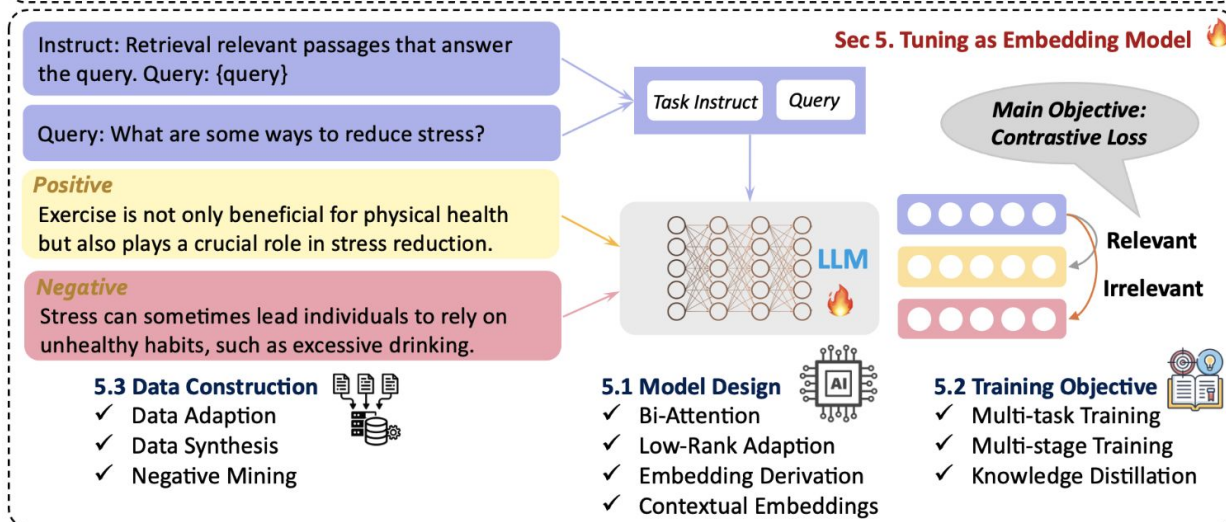 Sec 5. Tuning as Embedding Model
Instruct: Retrieval relevant passages that answer
the query. Query: {query}
Query: What are some ways to reduce stress?
Task Instruct
Query
Main Objective:
Contrastive Loss
Positive
Exercise is not only beneficial for physical health
but also plays a crucial role in stress reduction.
Negative
Stress can sometimes lead individuals to rely on
unhealthy habits, such as excessive drinking.
LLM
Relevant
Irrelevant
5.3 Data Construction
✓ Data Adaption
✓ Data Synthesis
✓ Negative Mining
5.1 Model Design
✓ Bi-Attention
✓ Low-Rank Adaption
✓ Embedding Derivation
✓ Contextual Embeddings
AI
5.2 Training Objective
✓ Multi-task Training
✓ Multi-stage Training
✓ Knowledge Distillation